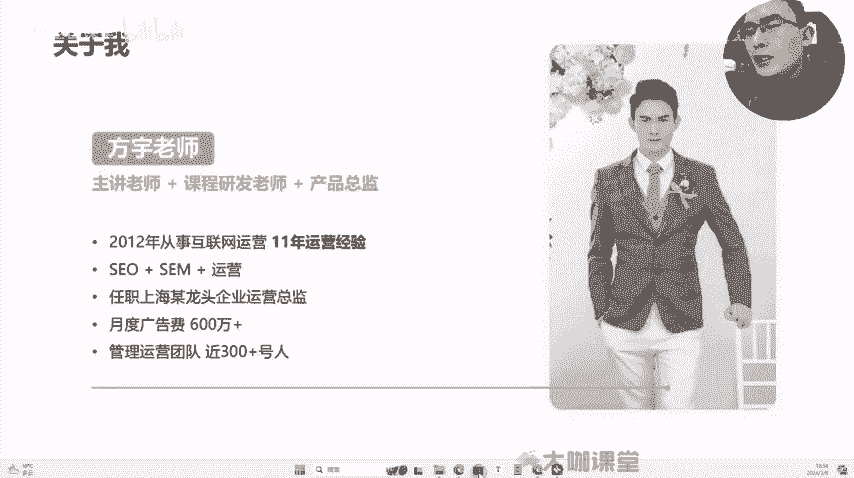 bilibili
关于我
方宇老师
主讲老师 + 课程研发老师 + 产品总监
• 2012年从事互联网运营 11年运营经验
• SEO + SEM + 运营
• 任职上海某龙头企业运营总监
• 月度广告费 600万+
• 管理运营团队 近300+号人
大咖课堂
搜索